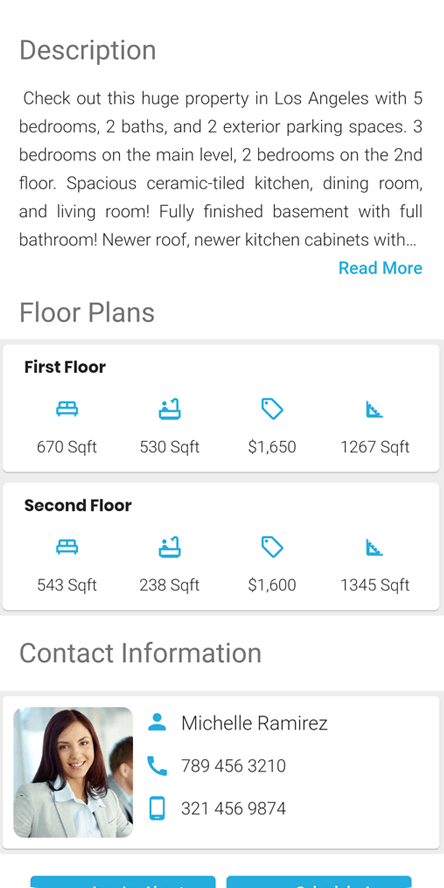 Description
Check out this huge property in Los Angeles with 5
bedrooms, 2 baths, and 2 exterior parking spaces. 3
bedrooms on the main level, 2 bedrooms on the 2nd
floor. Spacious ceramic-tiled kitchen, dining room,
and living room! Fully finished basement with full
bathroom! Newer roof, newer kitchen cabinets with...
Read More
Floor Plans
First Floor
670 Sqft 530 Sqft $1,650 1267 Sqft
Second Floor
543 Sqft 238 Sqft $1,600 1345 Sqft
Contact Information
Michelle Ramirez
789 456 3210
321 456 9874